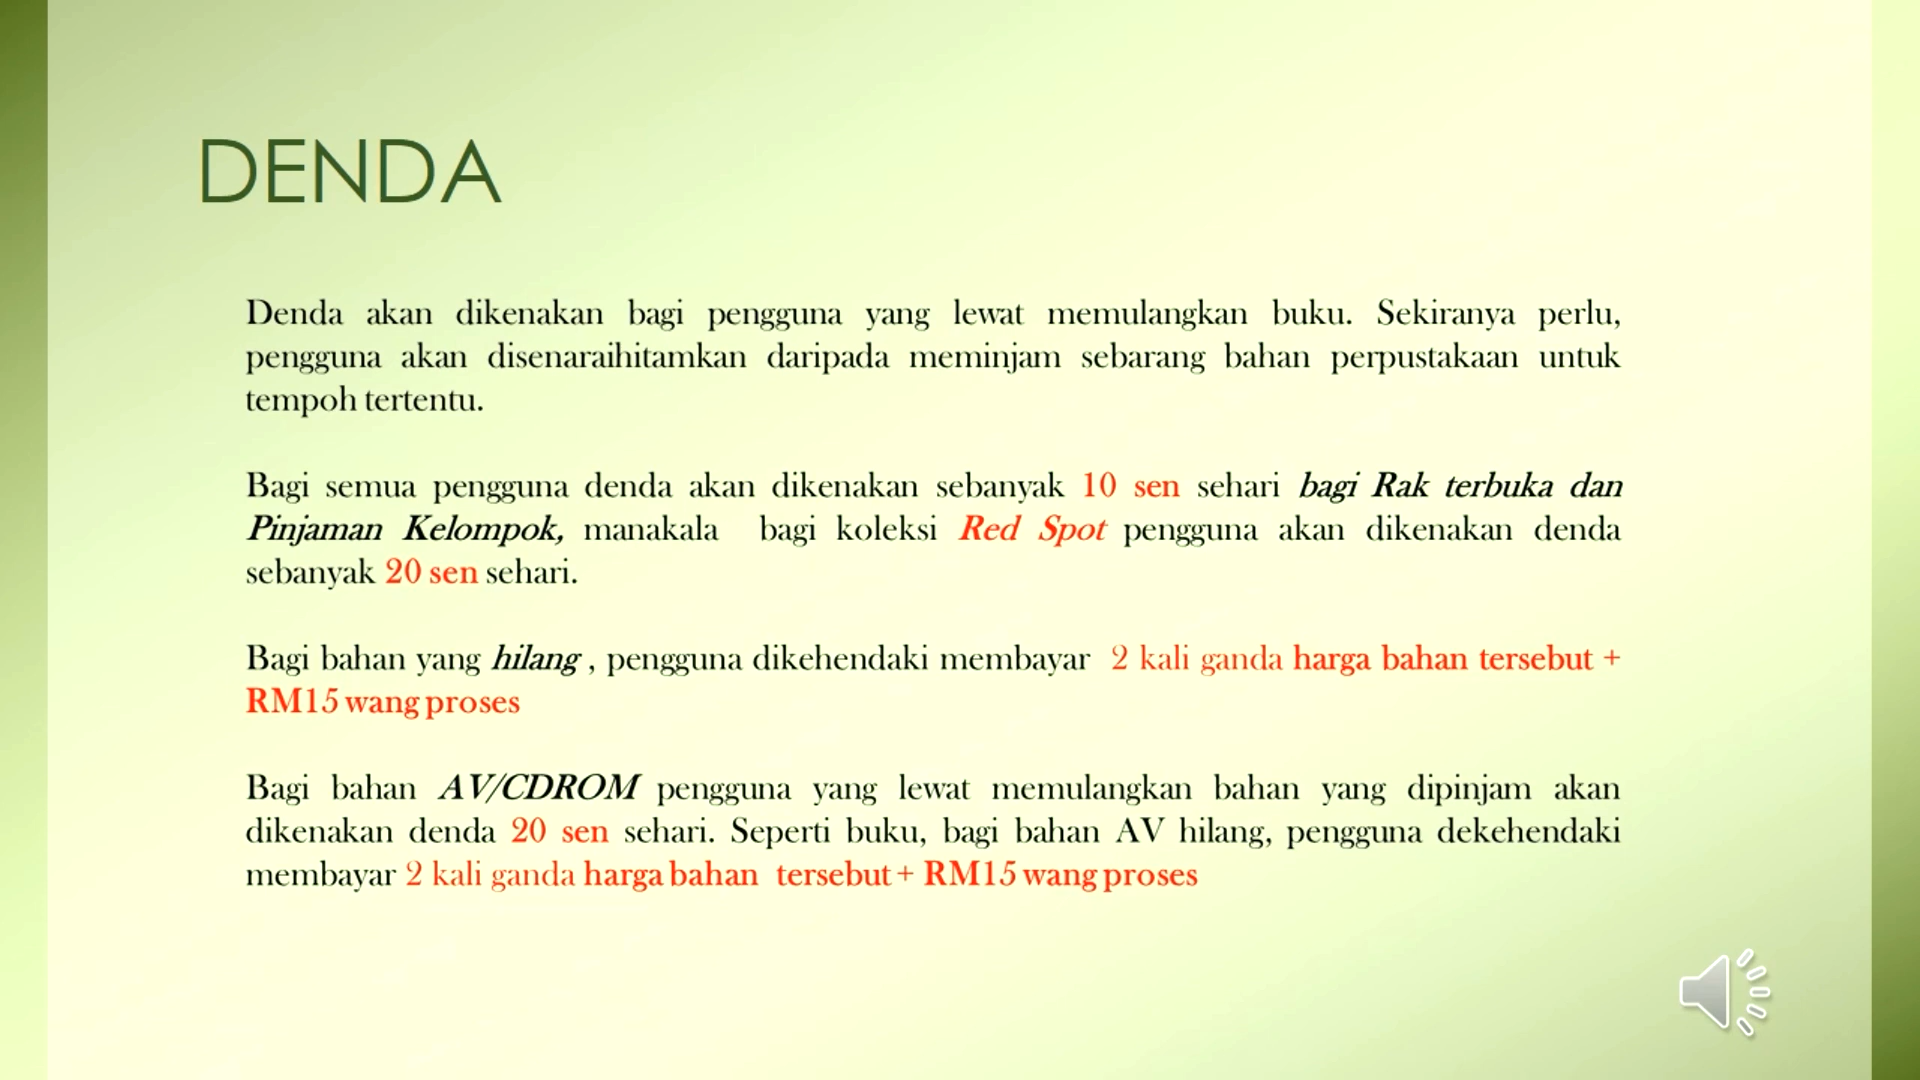 DENDA
Denda akan dikenakan bagi pengguna yang lewat memulangkan buku. Sekiranya perlu,
pengguna akan disenaraihitamkan daripada meminjam sebarang bahan perpustakaan untuk
tempoh tertentu.
Bagi semua pengguna denda akan dikenakan sebanyak 10 sen sehari bagi Rak terbuka dan
Pinjaman Kelompok, manakala bagi koleksi Red Spot pengguna akan dikenakan denda
sebanyak 20 sen sehari.
Bagi bahan yang hilang , pengguna dikehendaki membayar 2 kali ganda harga bahan tersebut +
RM15 wang proses
Bagi bahan AV/CDROM pengguna yang lewat memulangkan bahan yang dipinjam akan
dikenakan denda 20 sen sehari. Seperti buku, bagi bahan AV hilang, pengguna dekehendaki
membayar 2 kali ganda harga bahan tersebut + RM15 wang proses